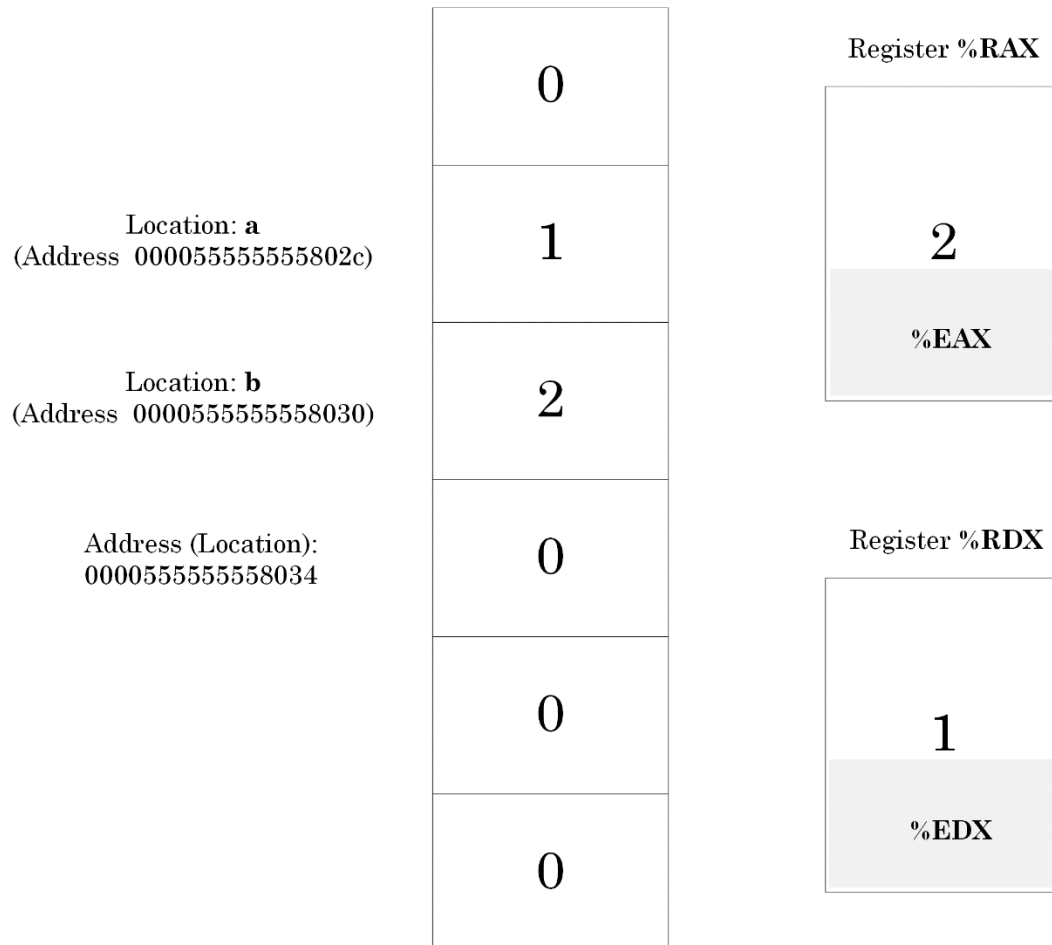 0
Location: a
(Address 000055555555802c)
1
Location: b
(Address 0000555555558030)
2
Address (Location):
0000555555558034
0
0
0
Register %RAX
2
%EAX
Register %RDX
1
%EDX